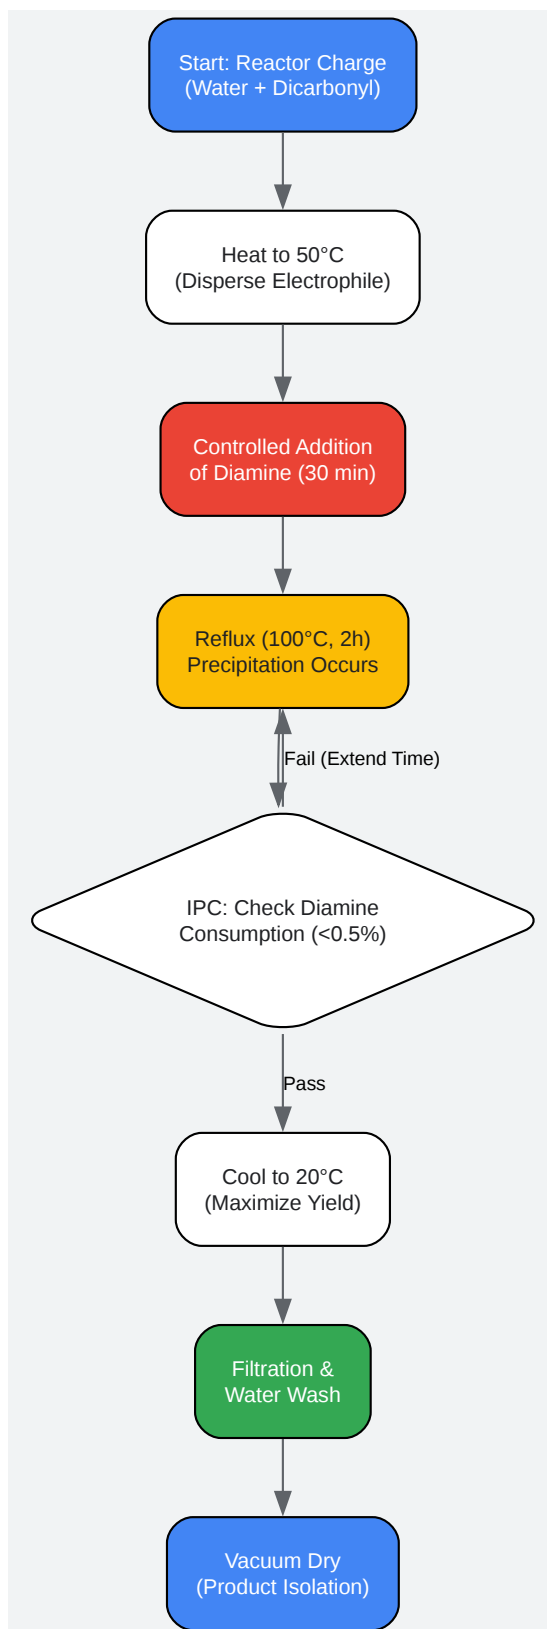 Start: Reactor Charge
(Water + Dicarbonyl)
Heat to 50°C
(Disperse Electrophile)
Controlled Addition
of Diamine (30 min)
Reflux (100°C, 2h)
Precipitation Occurs
Fail (Extend Time)
IPC: Check Diamine
Consumption (<0.5%)
Pass
Cool to 20°C
(Maximize Yield)
Filtration &
Water Wash
Vacuum Dry
(Product Isolation)